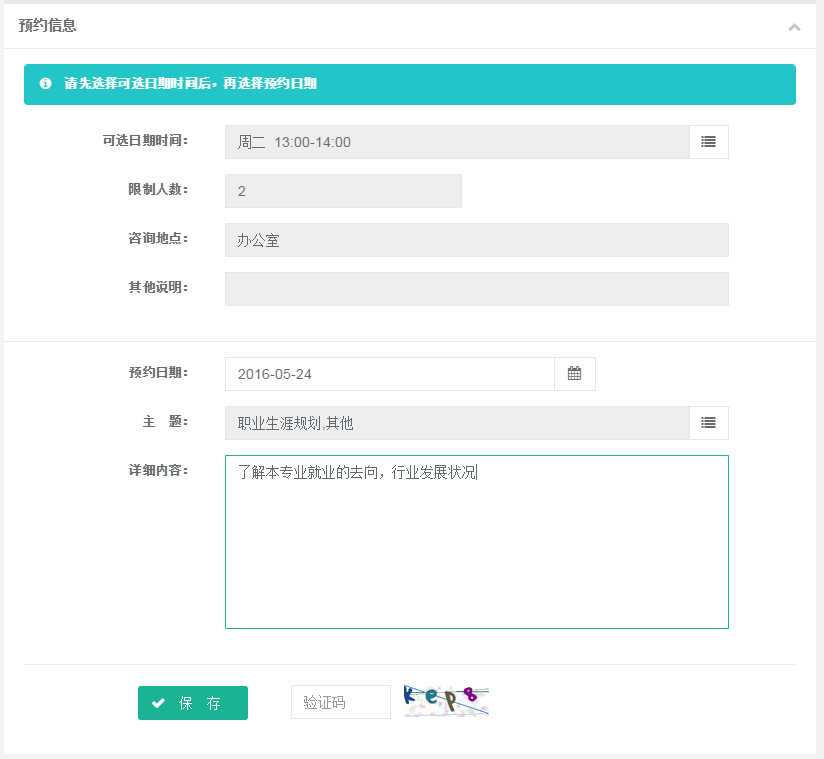 预约信息
请先选择可选日期时间后，再选择预约日期
可选日期时间： 周二 13:00-14:00
限制人数： 2
咨询地点： 办公室
其他说明：
预约日期： 2016-05-24
主 题： 职业生涯规划,其他
详细内容： 了解本专业就业的去向，行业发展状况
保 存 验证码 Kep8